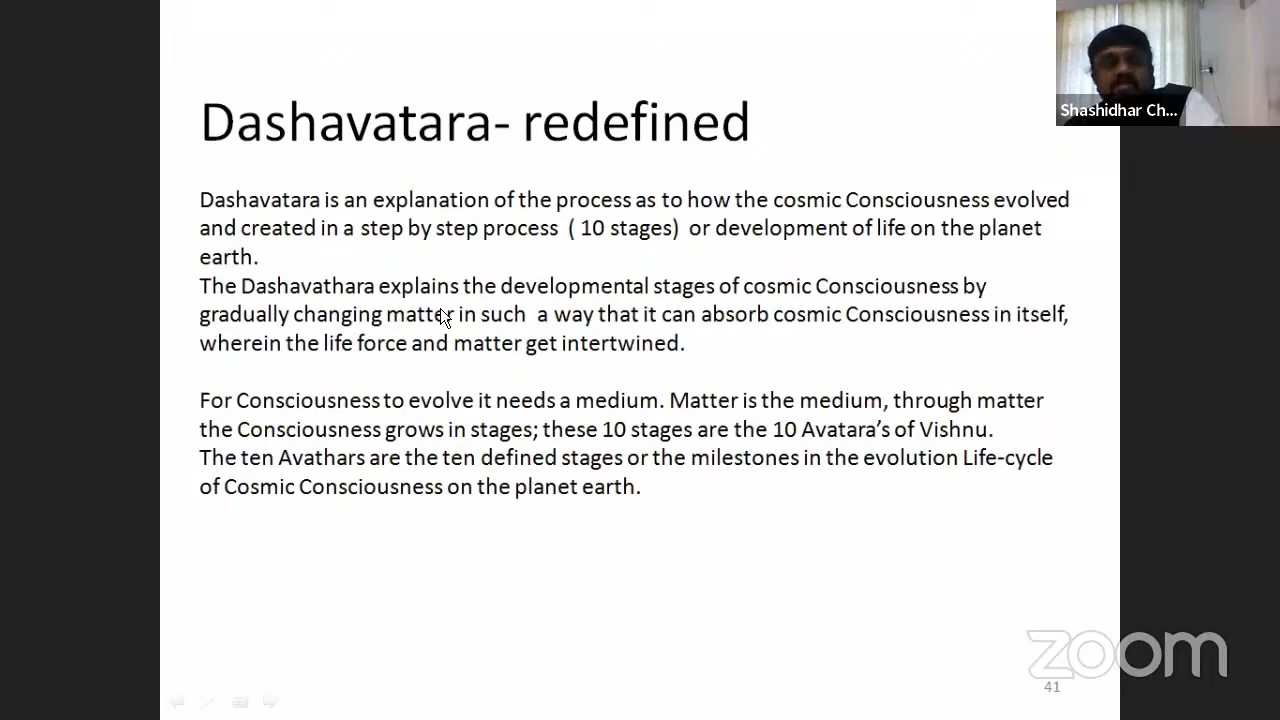 Shashidhar Ch...
Dashavatara- redefined
Dashavatara is an explanation of the process as to how the cosmic Consciousness evolved
and created in a step by step process ( 10 stages) or development of life on the planet
earth.
The Dashavathara explains the developmental stages of cosmic Consciousness by
gradually changing matter in such a way that it can absorb cosmic Consciousness in itself,
wherein the life force and matter get intertwined.
For Consciousness to evolve it needs a medium. Matter is the medium, through matter
the Consciousness grows in stages; these 10 stages are the 10 Avatara's of Vishnu.
The ten Avathars are the ten defined stages or the milestones in the evolution Life-cycle
of Cosmic Consciousness on the planet earth.
zoom
41